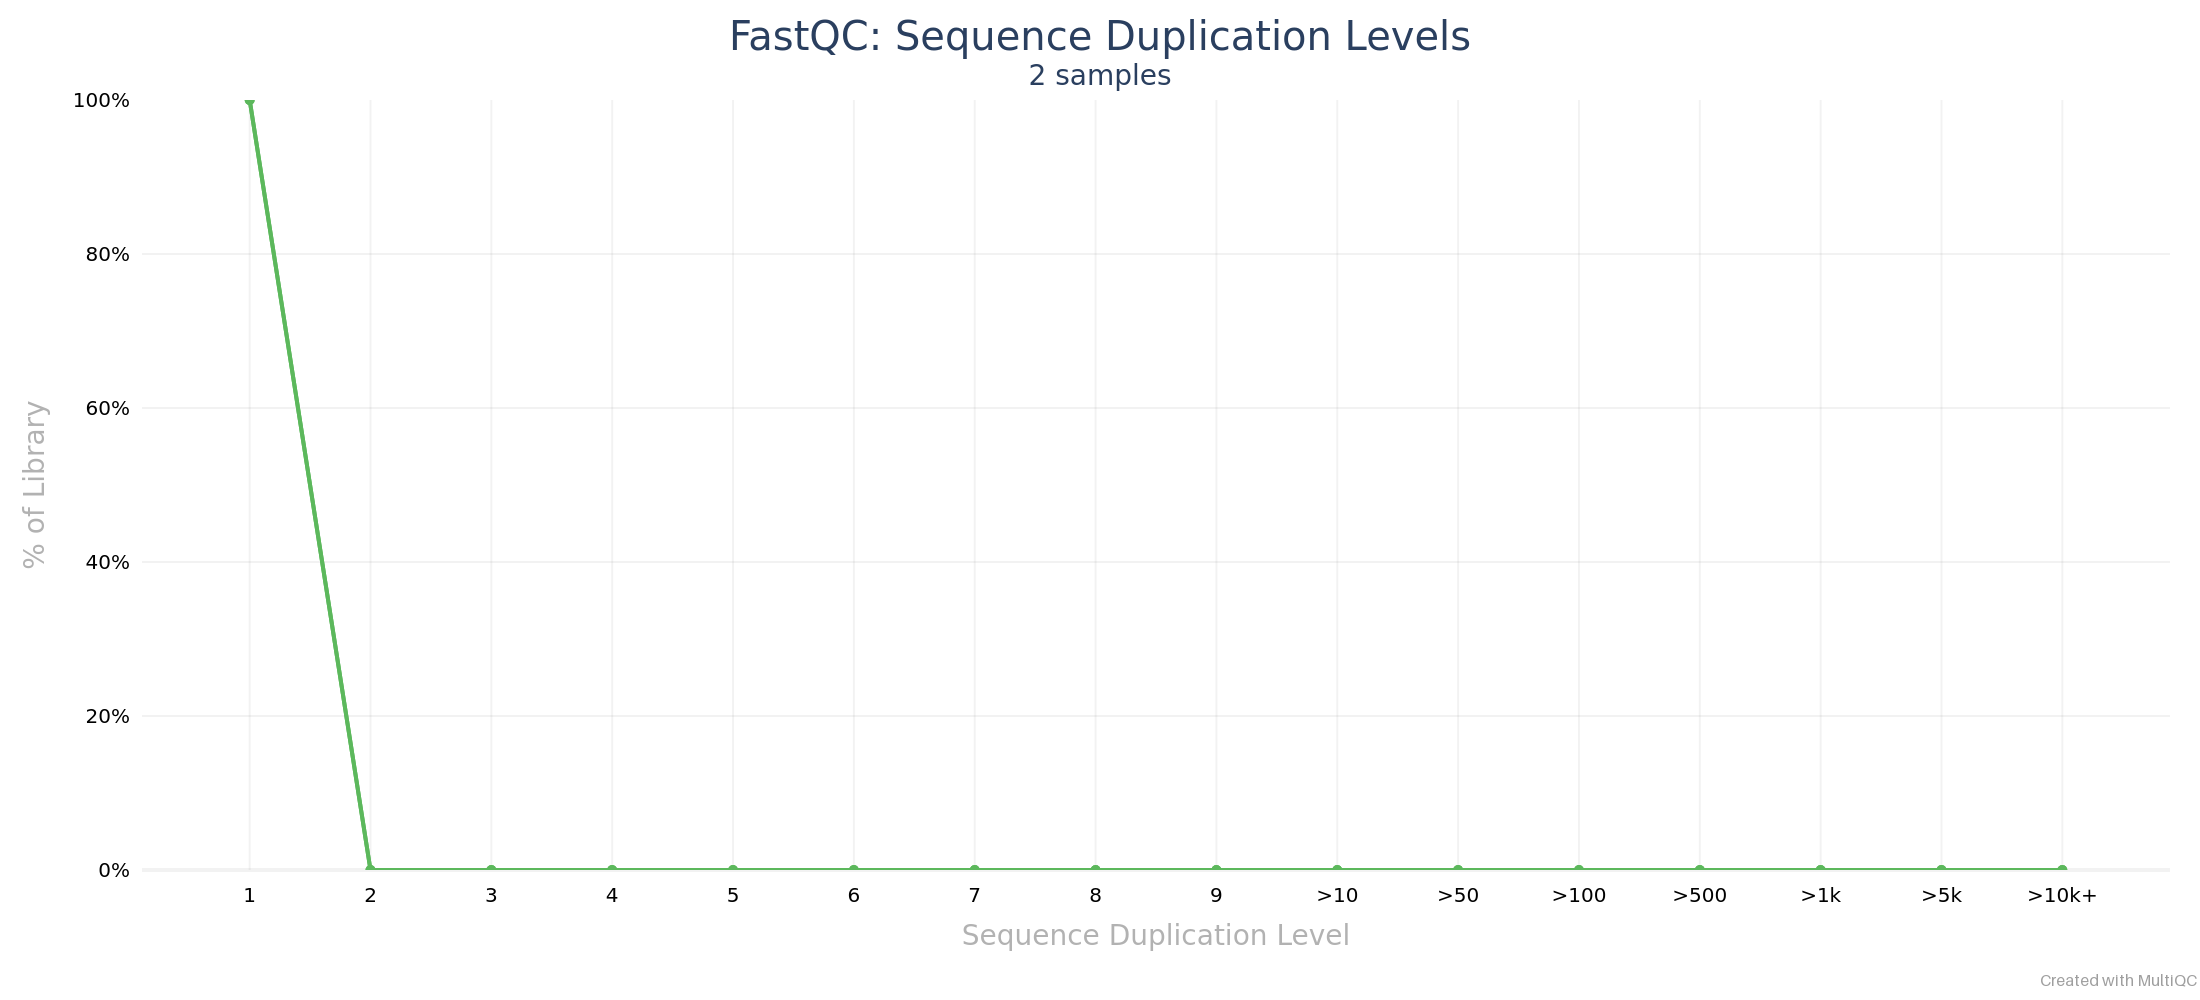 FastQC: Sequence Duplication Levels
2 samples
100%
80%
60%
40%
20%
0%
% of Library
1 2 3 4 5 6 7 8 9 >10 >50 >100 >500 >1k >5k >10k+
Sequence Duplication Level
Created with MultiQC